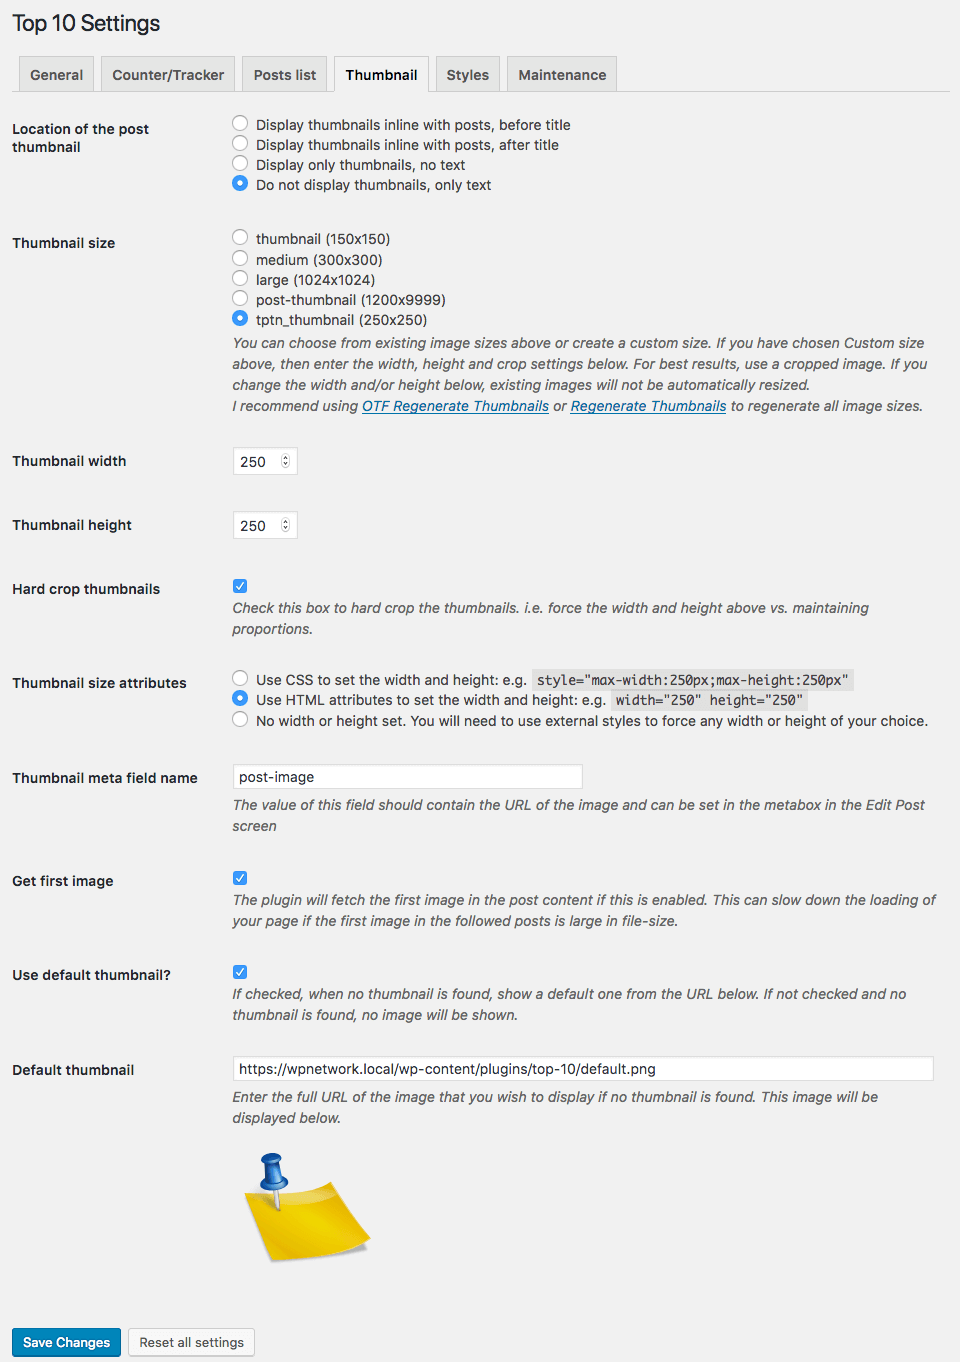 Top 10 Settings
General Counter/Tracker Posts list Thumbnail Styles Maintenance
Location of the post
thumbnail
Display thumbnails inline with posts, before title
Display thumbnails inline with posts, after title
Display only thumbnails, no text
Do not display thumbnails, only text
Thumbnail size
thumbnail (150x150)
medium (300x300)
large (1024x1024)
post-thumbnail (1200x9999)
tptn_thumbnail (250x250)
You can choose from existing image sizes above or create a custom size. If you have chosen Custom size
above, then enter the width, height and crop settings below. For best results, use a cropped image. If you
change the width and/or height below, existing images will not be automatically resized.
I recommend using OTF Regenerate Thumbnails or Regenerate Thumbnails to regenerate all image sizes.
Thumbnail width
250
Thumbnail height
250
Hard crop thumbnails
Check this box to hard crop the thumbnails. i.e. force the width and height above vs. maintaining
proportions.
Thumbnail size attributes
Use CSS to set the width and height: e.g. style="max-width:250px;max-height:250px"
Use HTML attributes to set the width and height: e.g. width="250" height="250"
No width or height set. You will need to use external styles to force any width or height of your choice.
Thumbnail meta field name
post-image
The value of this field should contain the URL of the image and can be set in the metabox in the Edit Post
screen
Get first image
The plugin will fetch the first image in the post content if this is enabled. This can slow down the loading of
your page if the first image in the followed posts is large in file-size.
Use default thumbnail?
If checked, when no thumbnail is found, show a default one from the URL below. If not checked and no
thumbnail is found, no image will be shown.
Default thumbnail
https://wpnetwork.local/wp-content/plugins/top-10/default.png
Enter the full URL of the image that you wish to display if no thumbnail is found. This image will be
displayed below.
Save Changes Reset all settings